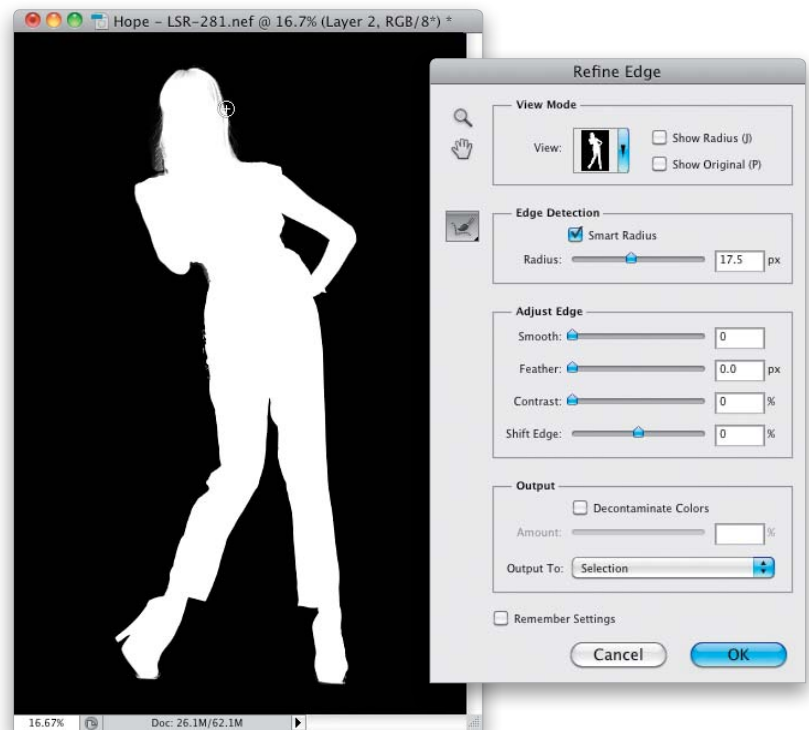 Hope – LSR-281.nef @ 16.7% (Layer 2, RGB/8*) *
Refine Edge
View Mode
View:
Show Radius (J)
Show Original (P)
Edge Detection
Smart Radius
Radius: 17.5 px
Adjust Edge
Smooth: 0
Feather: 0.0 px
Contrast: 0 %
Shift Edge: 0 %
Output
Decontaminate Colors
Amount: %
Output To: Selection
Remember Settings
Cancel OK
16.67% Doc: 26.1M/62.1M